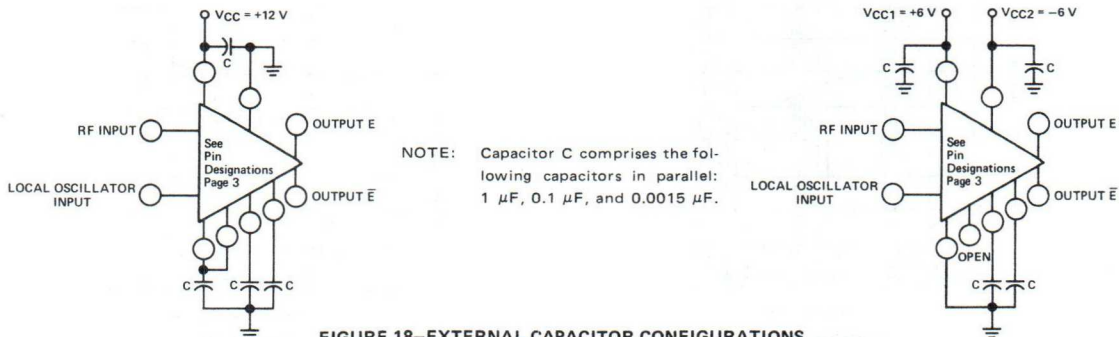 VCC = +12 V
C
RF INPUT
LOCAL OSCILLATOR
INPUT
See
Pin
Designations
Page 3
OUTPUT E
OUTPUT E̅
C
C
C
NOTE: Capacitor C comprises the fol-
lowing capacitors in parallel:
1 μF, 0.1 μF, and 0.0015 μF.
VCC1 = +6 V
VCC2 = −6 V
C
C
RF INPUT
LOCAL OSCILLATOR
INPUT
See
Pin
Designations
Page 3
OUTPUT E
OUTPUT E̅
OPEN
C
C
FIGURE 18—EXTERNAL CAPACITOR CONFIGURATIONS